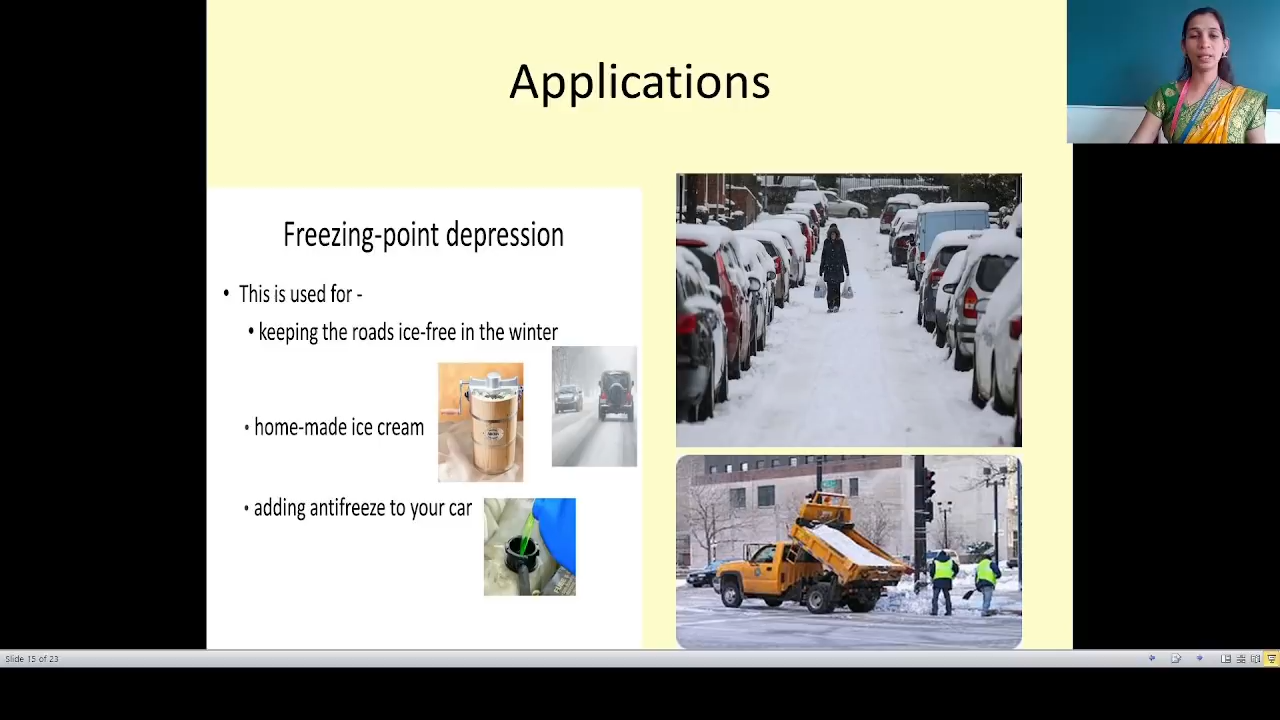 Applications
Freezing-point depression
• This is used for -
• keeping the roads ice-free in the winter
• home-made ice cream
• adding antifreeze to your car
Slide 15 of 23